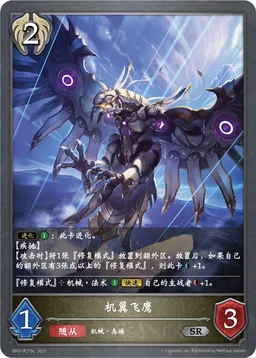 2
进化 1：此卡进化。
【疾驰】
【攻击时】将1张『修复模式』放置到额外区。放置后，如果自己
的额外区有3张或以上的『修复模式』，则此卡 +1。
『修复模式』 机械·法术 1 快速 自己的主战者 +1。
机翼飞鹰
1
随从
机械·鸟族
SR
3